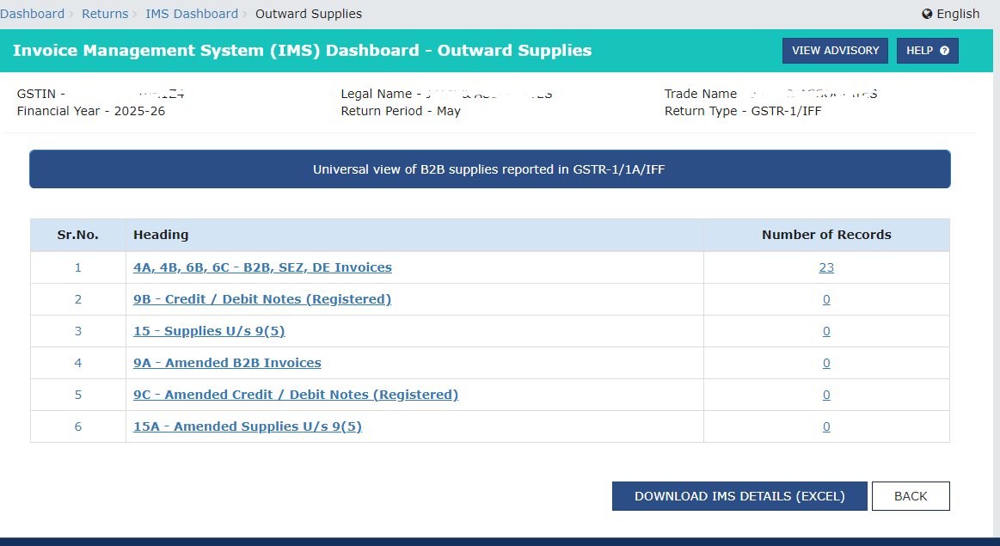 Dashboard > Returns > IMS Dashboard > Outward Supplies English
Invoice Management System (IMS) Dashboard - Outward Supplies VIEW ADVISORY HELP ?
GSTIN - Legal Name - Trade Name
Financial Year - 2025-26 Return Period - May Return Type - GSTR-1/IFF
Universal view of B2B supplies reported in GSTR-1/1A/IFF
Sr.No. Heading Number of Records
1 4A, 4B, 6B, 6C - B2B, SEZ, DE Invoices 23
2 9B - Credit / Debit Notes (Registered) 0
3 15 - Supplies U/s 9(5) 0
4 9A - Amended B2B Invoices 0
5 9C - Amended Credit / Debit Notes (Registered) 0
6 15A - Amended Supplies U/s 9(5) 0
DOWNLOAD IMS DETAILS (EXCEL) BACK